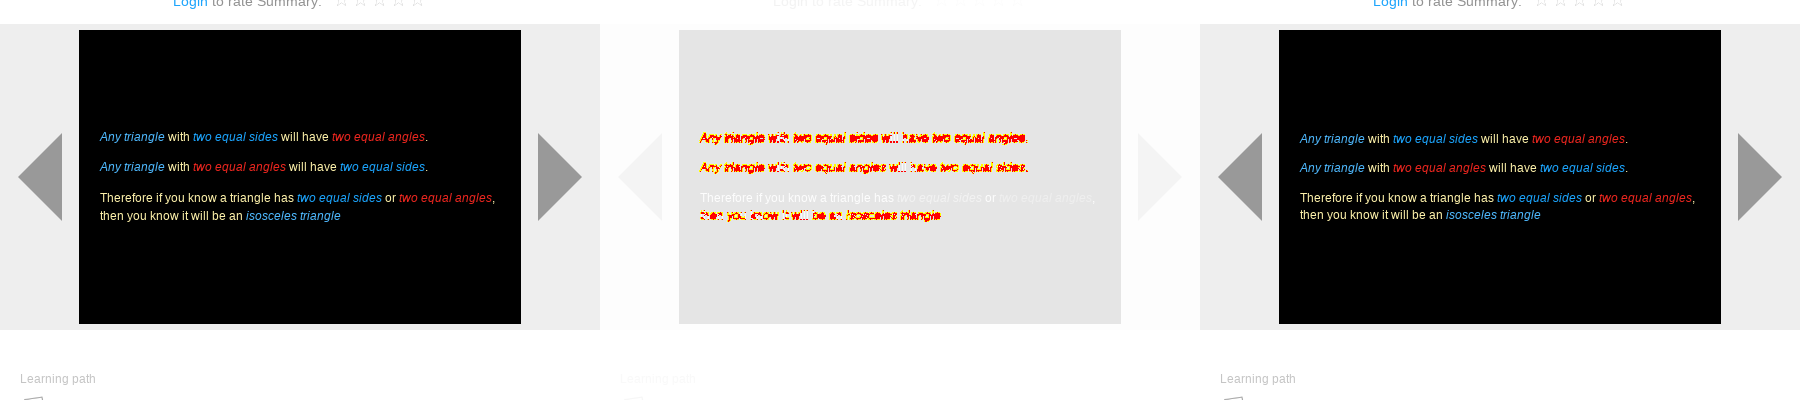 Login to rate Summary: ☆ ☆ ☆ ☆ ☆
Any triangle with two equal sides will have two equal angles.
Any triangle with two equal angles will have two equal sides.
Therefore if you know a triangle has two equal sides or two equal angles,
then you know it will be an isosceles triangle
Learning path
Login to rate Summary:
Any triangle with two equal sides will have two equal angles.
Any triangle with two equal angles will have two equal sides.
Therefore if you know a triangle has two equal sides or two equal angles,
then you know it will be an isosceles triangle
Learning path
Login to rate Summary: ☆ ☆ ☆ ☆ ☆
Any triangle with two equal sides will have two equal angles.
Any triangle with two equal angles will have two equal sides.
Therefore if you know a triangle has two equal sides or two equal angles,
then you know it will be an isosceles triangle
Learning path